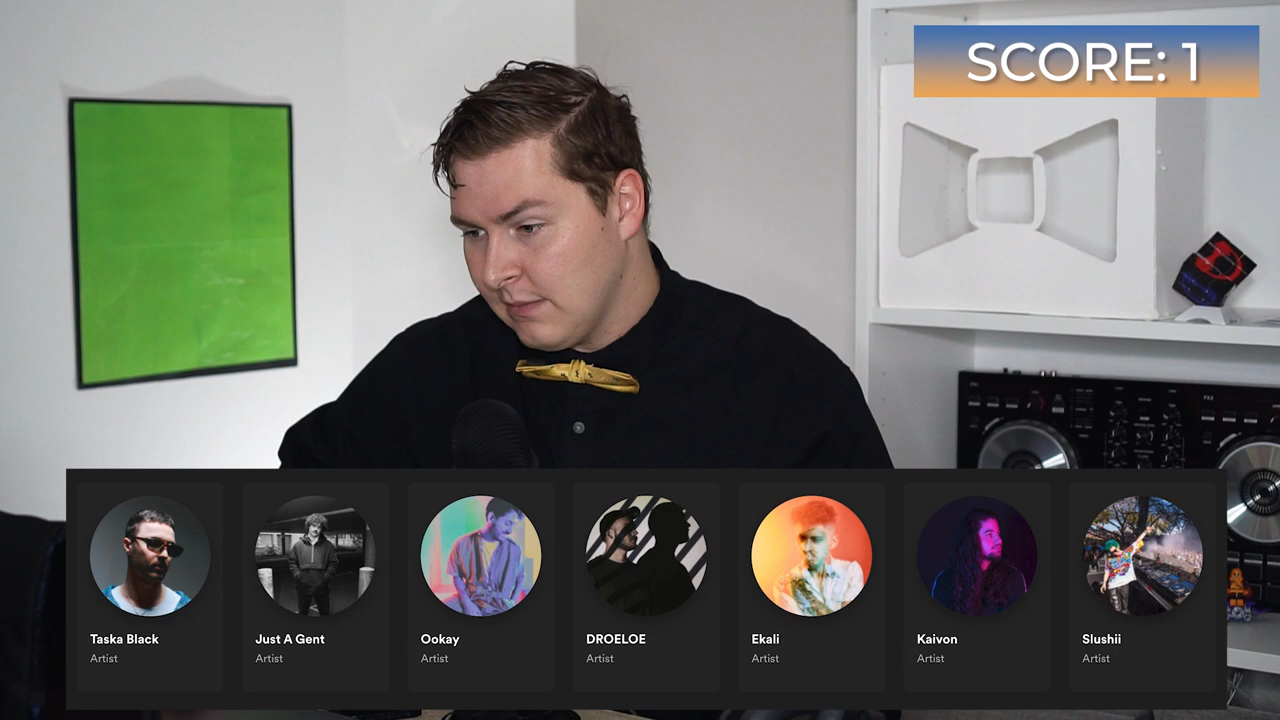 SCORE: 1
Taska Black
Artist
Just A Gent
Artist
Ookay
Artist
DROELOE
Artist
Ekali
Artist
Kaivon
Artist
Slushii
Artist